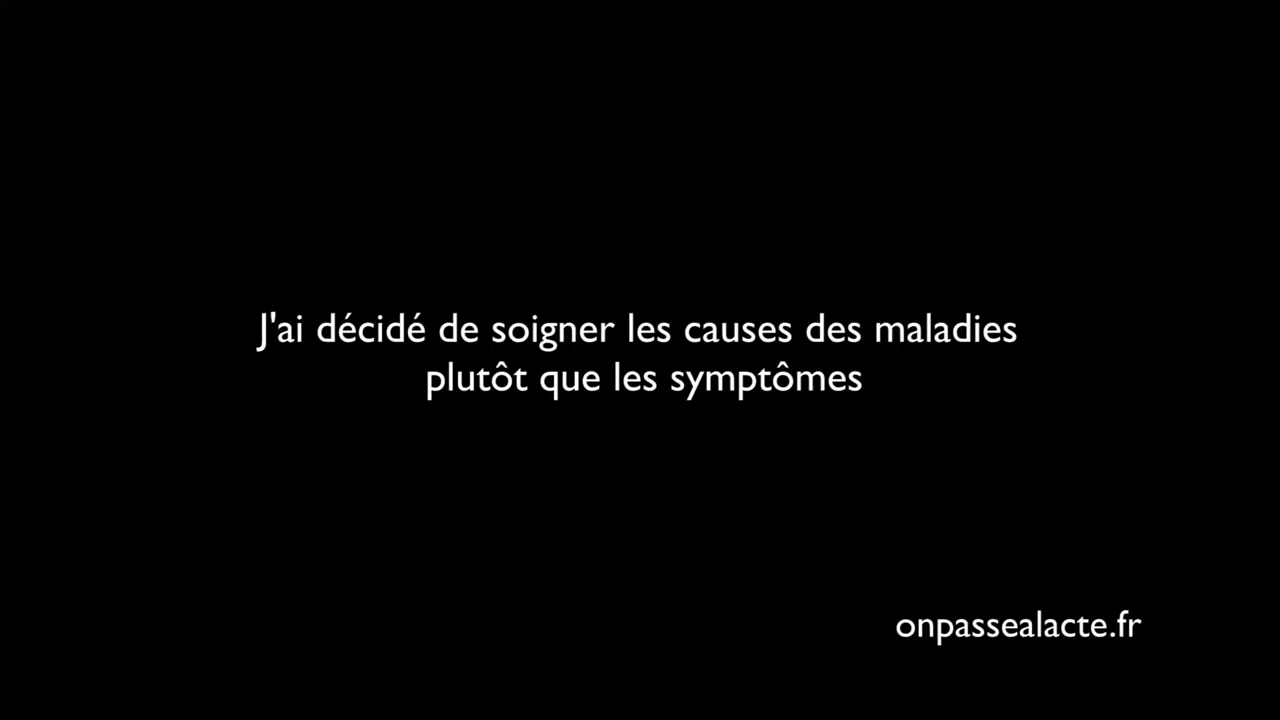 J'ai décidé de soigner les causes des maladies
plutôt que les symptômes
onpassealacte.fr